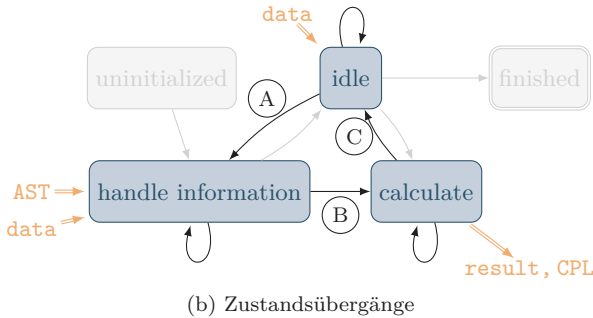 data
uninitialized
idle
finished
A
C
AST
handle information
calculate
B
data
result, CPL
(b) Zustandsübergänge